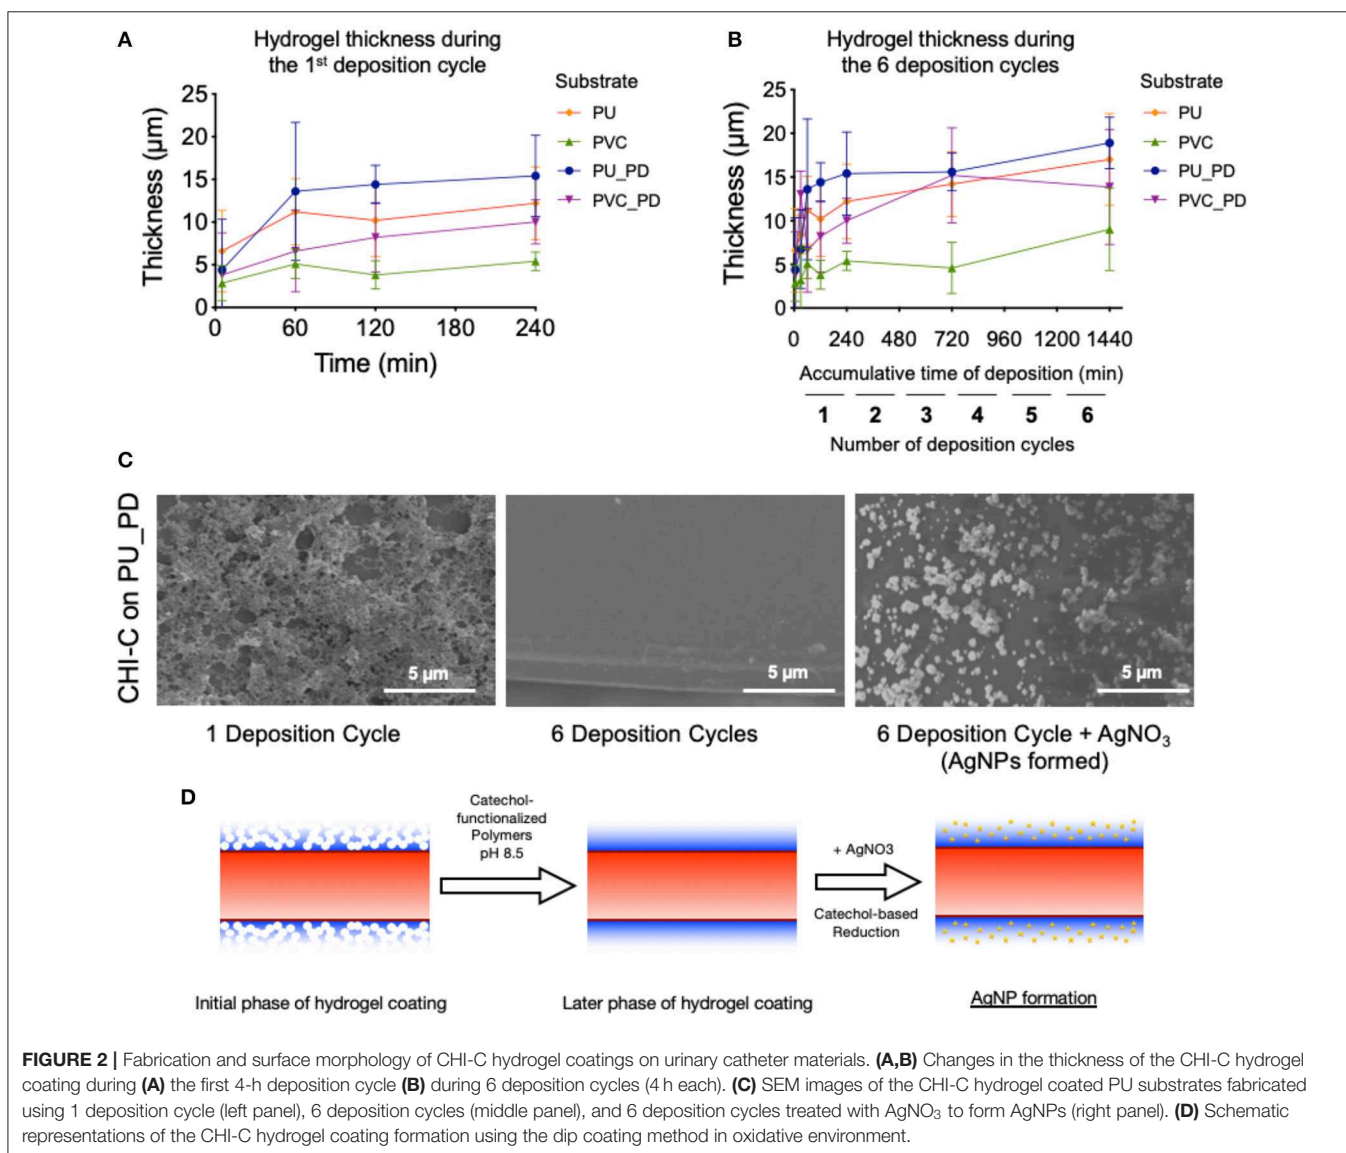 A
Hydrogel thickness during
the 1st deposition cycle
Thickness (µm)
25
20
15
10
5
0
0 60 120 180 240
Time (min)
Substrate
PU
PVC
PU_PD
PVC_PD
B
Hydrogel thickness during
the 6 deposition cycles
Thickness (µm)
25
20
15
10
5
0
0 240 480 720 960 1200 1440
Accumulative time of deposition (min)
1 2 3 4 5 6
Number of deposition cycles
Substrate
PU
PVC
PU_PD
PVC_PD
C
CHI-C on PU_PD
5 µm
5 µm
5 µm
1 Deposition Cycle
6 Deposition Cycles
6 Deposition Cycle + AgNO3
(AgNPs formed)
D
Catechol-
functionalized
Polymers
pH 8.5
+ AgNO3
Catechol-based
Reduction
Initial phase of hydrogel coating
Later phase of hydrogel coating
AgNP formation
FIGURE 2 | Fabrication and surface morphology of CHI-C hydrogel coatings on urinary catheter materials. (A,B) Changes in the thickness of the CHI-C hydrogel
coating during (A) the first 4-h deposition cycle (B) during 6 deposition cycles (4 h each). (C) SEM images of the CHI-C hydrogel coated PU substrates fabricated
using 1 deposition cycle (left panel), 6 deposition cycles (middle panel), and 6 deposition cycles treated with AgNO3 to form AgNPs (right panel). (D) Schematic
representations of the CHI-C hydrogel coating formation using the dip coating method in oxidative environment.